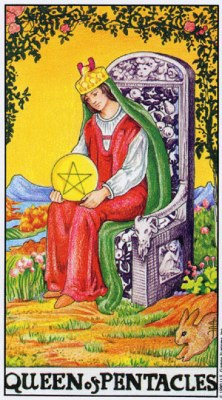 QUEEN of PENTACLES